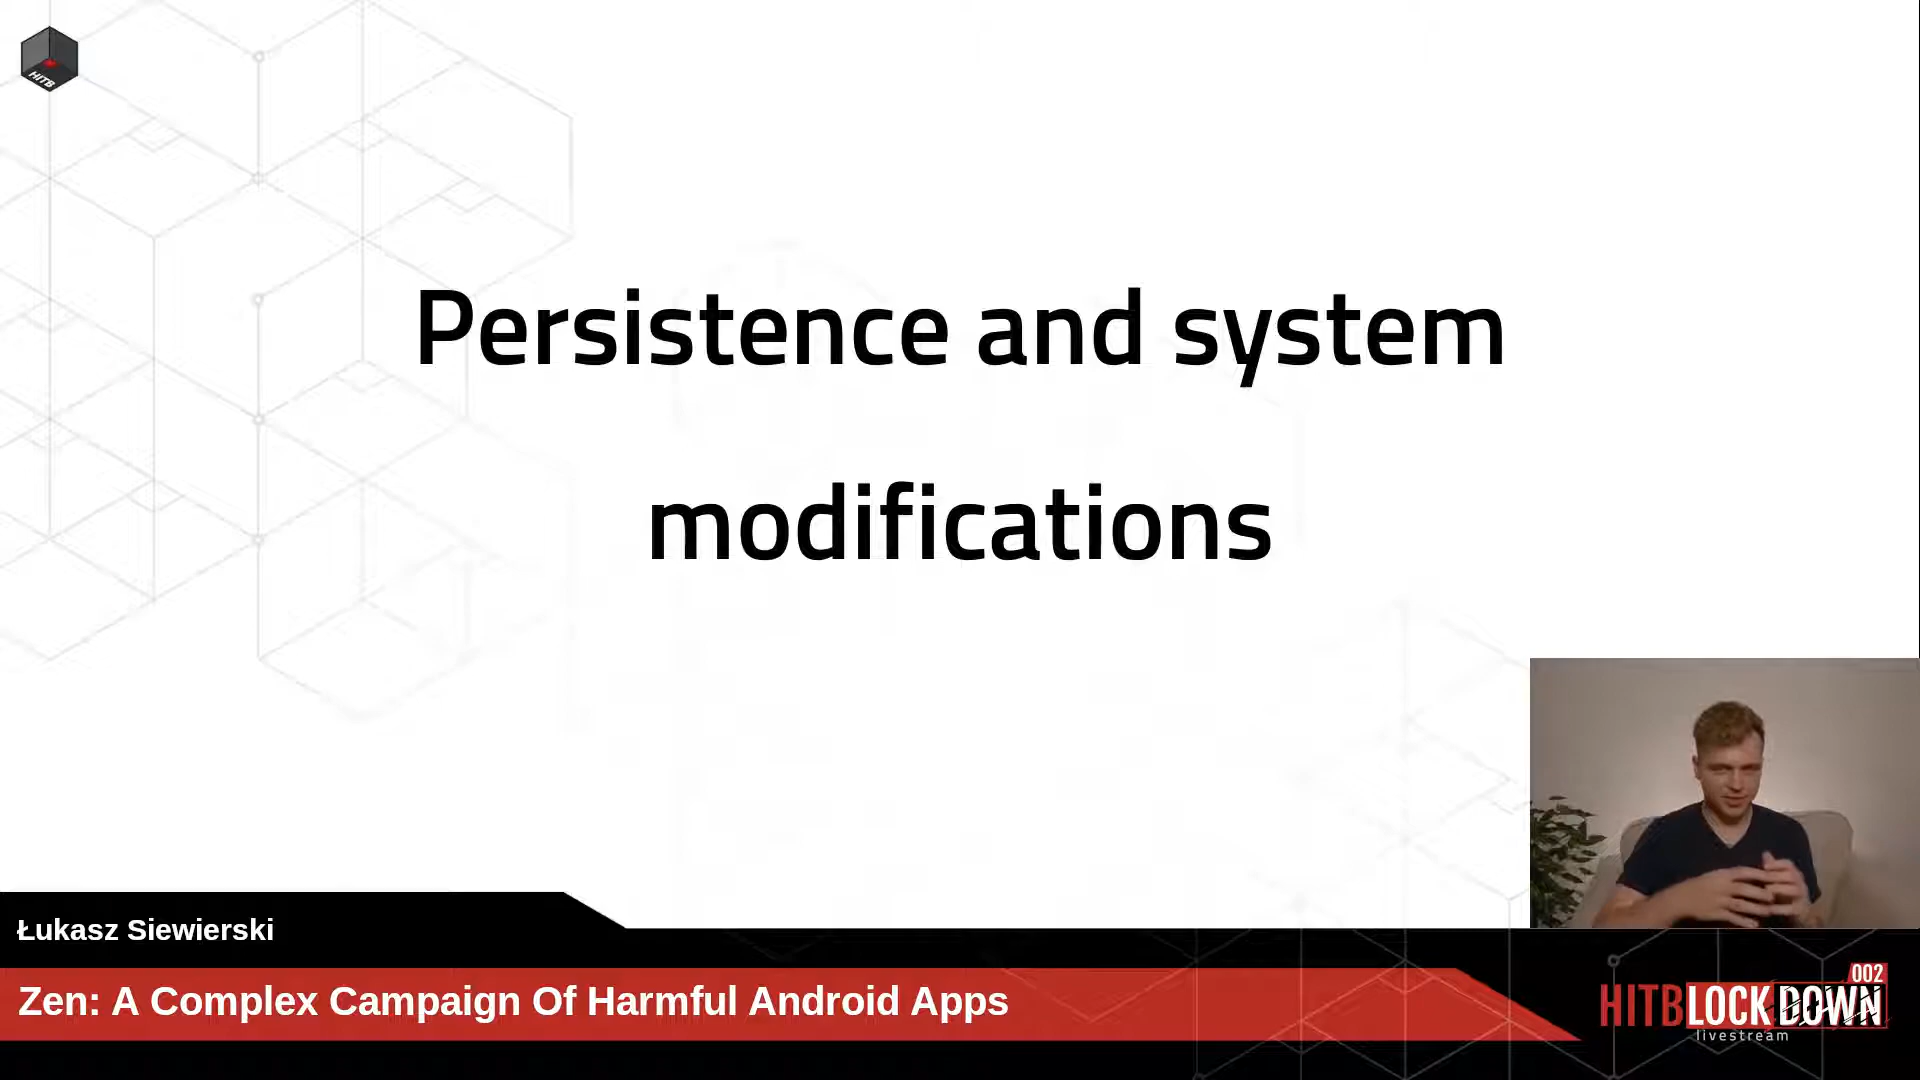 HITB
Persistence and system
modifications
Łukasz Siewierski
Zen: A Complex Campaign Of Harmful Android Apps
002
HITBLOCKDOWN
livestream